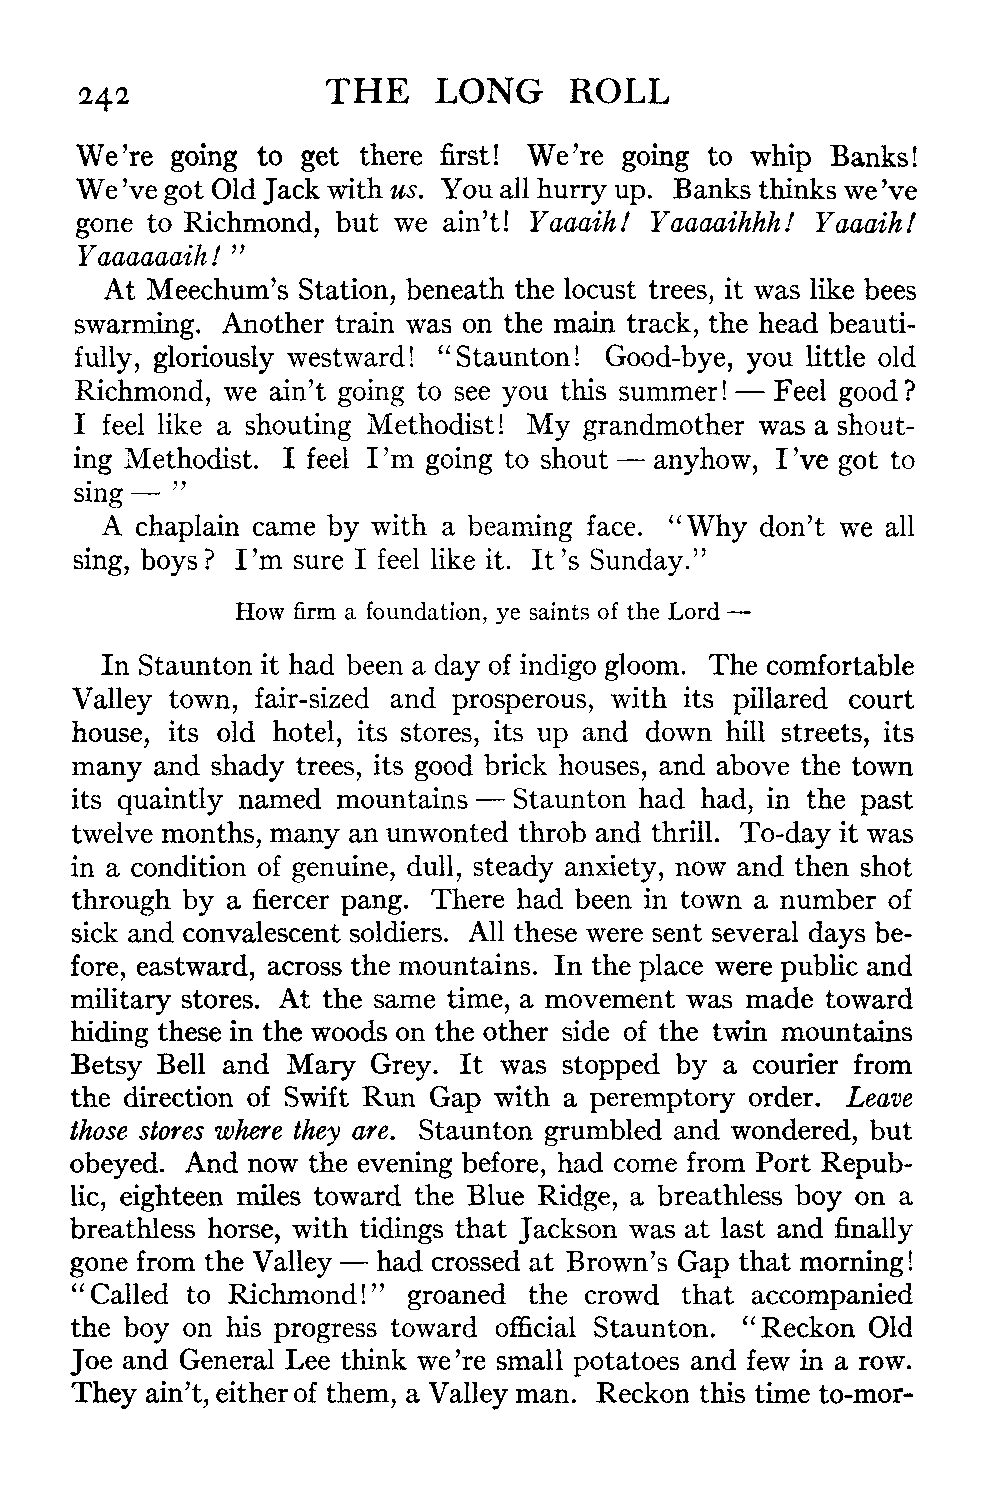 242 THE LONG ROLL
We're going to get there first! We're going to whip Banks!
We've got Old Jack with us. You all hurry up. Banks thinks we've
gone to Richmond, but we ain't! Yaaaih! Yaaaaihhh! Yaaaih!
Yaaaaaaih!"
At Meechum's Station, beneath the locust trees, it was like bees
swarming. Another train was on the main track, the head beauti-
fully, gloriously westward! "Staunton! Good-bye, you little old
Richmond, we ain't going to see you this summer! — Feel good?
I feel like a shouting Methodist! My grandmother was a shout-
ing Methodist. I feel I'm going to shout — anyhow, I've got to
sing — "
A chaplain came by with a beaming face. "Why don't we all
sing, boys? I'm sure I feel like it. It's Sunday."
How firm a foundation, ye saints of the Lord —
In Staunton it had been a day of indigo gloom. The comfortable
Valley town, fair-sized and prosperous, with its pillared court
house, its old hotel, its stores, its up and down hill streets, its
many and shady trees, its good brick houses, and above the town
its quaintly named mountains — Staunton had had, in the past
twelve months, many an unwonted throb and thrill. To-day it was
in a condition of genuine, dull, steady anxiety, now and then shot
through by a fiercer pang. There had been in town a number of
sick and convalescent soldiers. All these were sent several days be-
fore, eastward, across the mountains. In the place were public and
military stores. At the same time, a movement was made toward
hiding these in the woods on the other side of the twin mountains
Betsy Bell and Mary Grey. It was stopped by a courier from
the direction of Swift Run Gap with a peremptory order. Leave
those stores where they are. Staunton grumbled and wondered, but
obeyed. And now the evening before, had come from Port Repub-
lic, eighteen miles toward the Blue Ridge, a breathless boy on a
breathless horse, with tidings that Jackson was at last and finally
gone from the Valley — had crossed at Brown's Gap that morning!
"Called to Richmond!" groaned the crowd that accompanied
the boy on his progress toward official Staunton. "Reckon Old
Joe and General Lee think we're small potatoes and few in a row.
They ain't, either of them, a Valley man. Reckon this time to-mor-